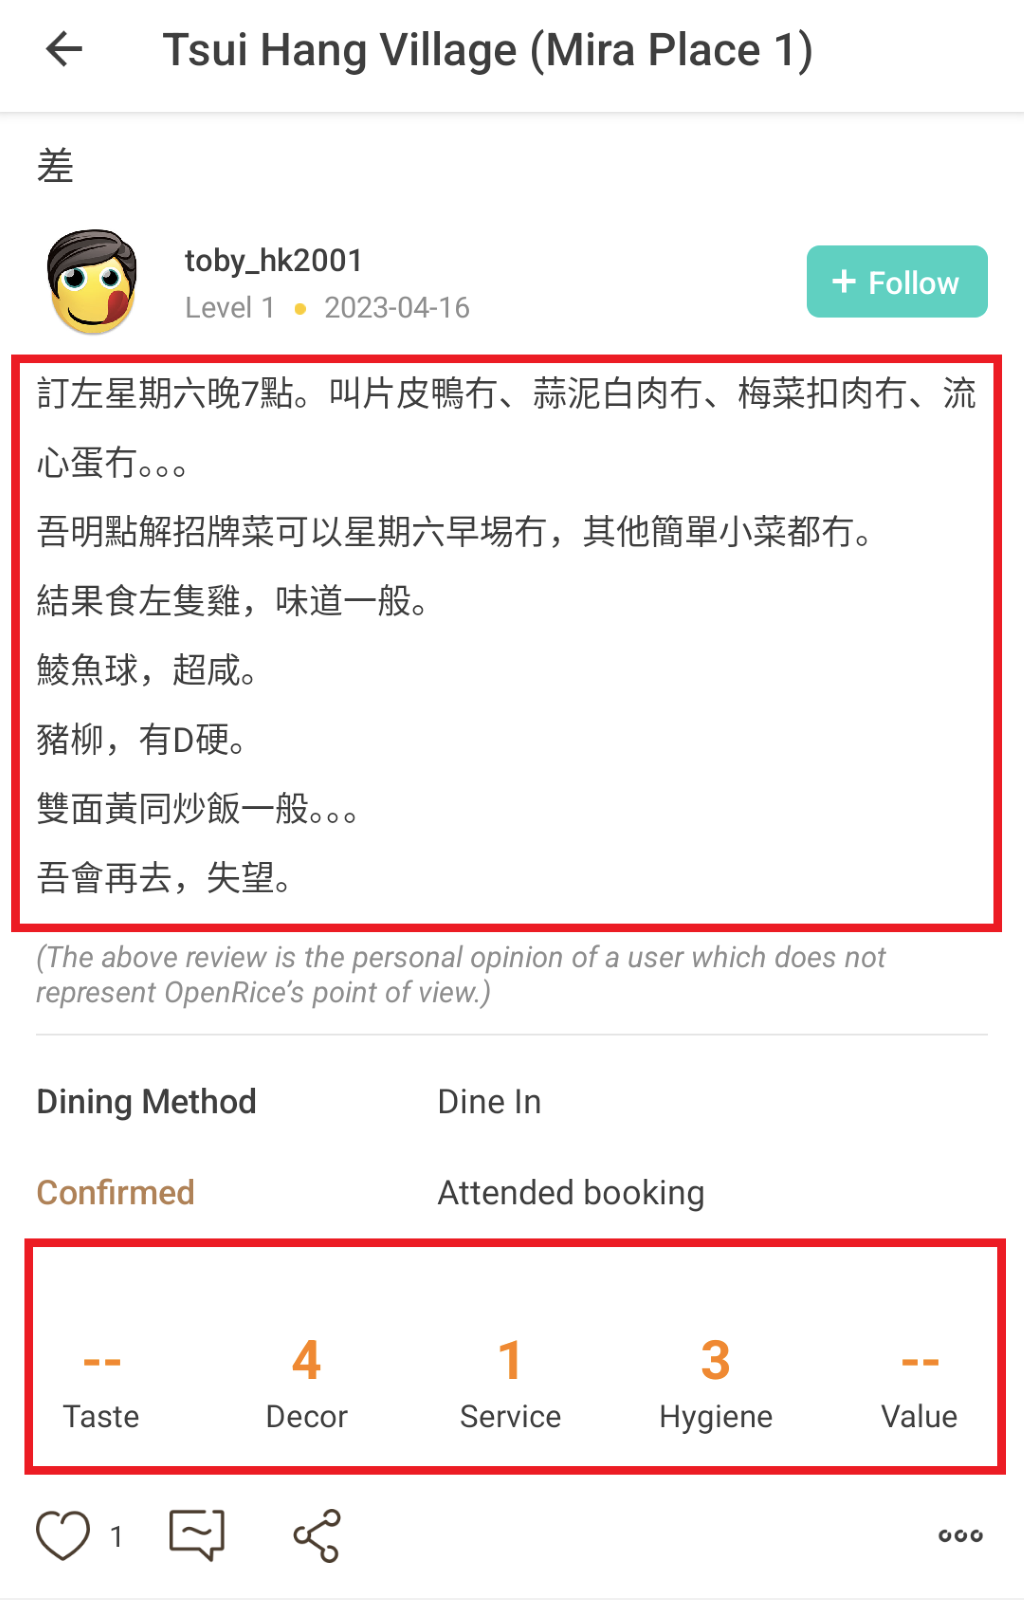 Tsui Hang Village (Mira Place 1)
差
toby_hk2001
Level 1 • 2023-04-16
+ Follow
訂左星期六晚7點。叫片皮鴨冇、蒜泥白肉冇、梅菜扣肉冇、流
心蛋冇。。。
吾明點解招牌菜可以星期六早場冇，其他簡單小菜都冇。
結果食左隻雞，味道一般。
鯪魚球，超咸。
豬柳，有D硬。
雙面黃同炒飯一般。。。
吾會再去，失望。
(The above review is the personal opinion of a user which does not
represent OpenRice’s point of view.)
Dining Method Dine In
Confirmed Attended booking
-- 4 1 3 --
Taste Decor Service Hygiene Value
1